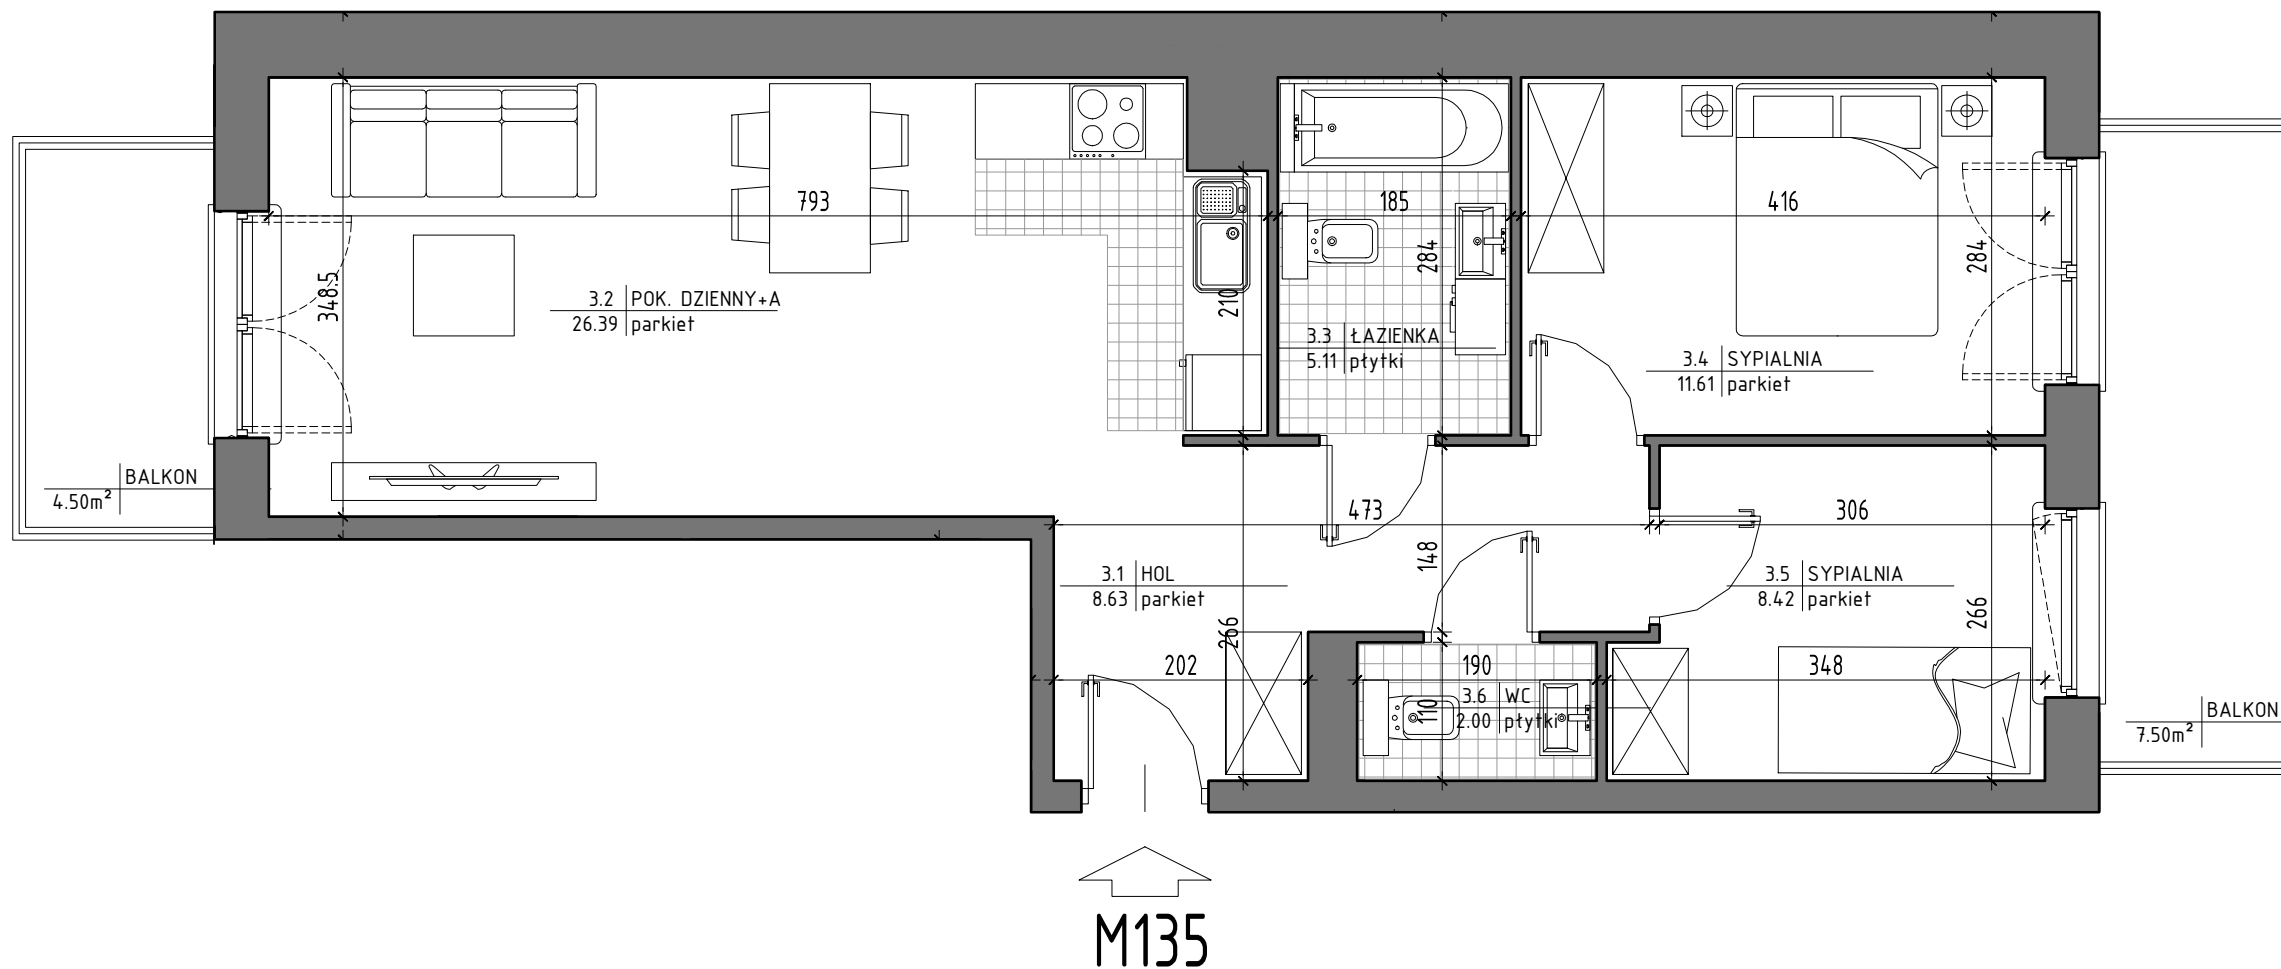 793
185
416
348.5
210
284
284
3.2 POK. DZIENNY+A
26.39 parkiet
3.3 ŁAZIENKA
5.11 płytki
3.4 SYPIALNIA
11.61 parkiet
BALKON
4.50m²
473
306
148
3.1 HOL
8.63 parkiet
3.5 SYPIALNIA
8.42 parkiet
266
266
202
190
348
3.6 WC
2.00 płytki
110
BALKON
7.50m²
M135